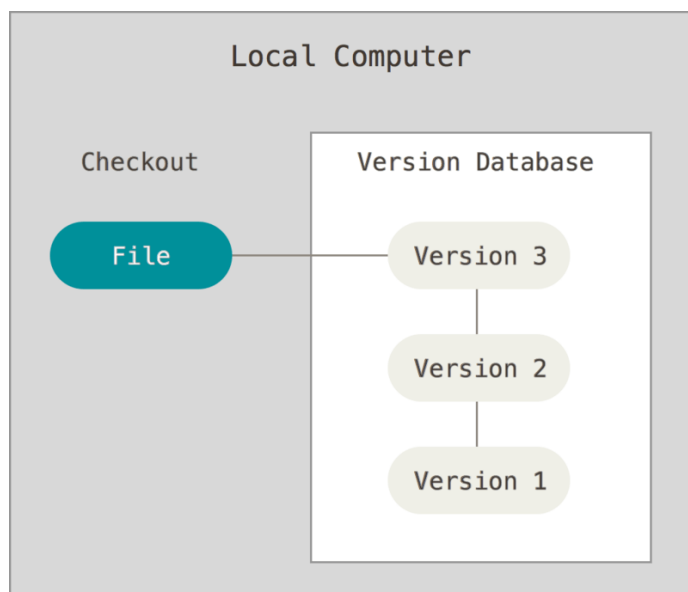 Local Computer
Checkout
Version Database
File
Version 3
Version 2
Version 1